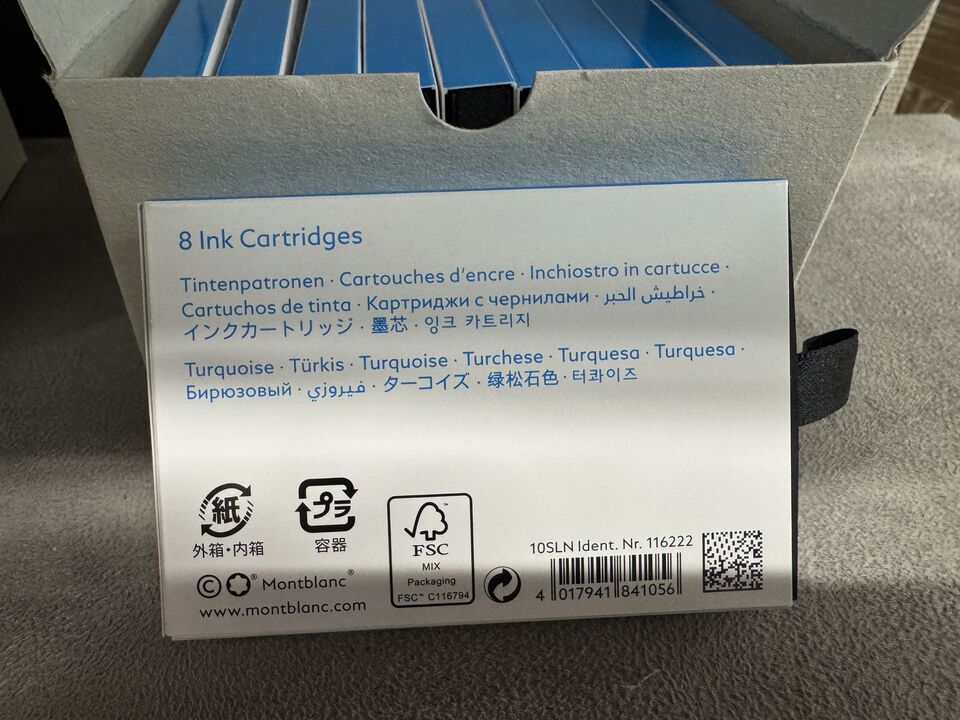 8 Ink Cartridges
Tintenpatronen · Cartouches d'encre · Inchiostro in cartucce ·
Cartuchos de tinta · Картриджи с чернилами · خراطيش الحبر ·
インクカートリッジ · 墨芯 · 잉크 카트리지
Turquoise · Türkis · Turquoise · Turchese · Turquesa · Turquesa ·
Бирюзовый · فيروزي · ターコイズ · 绿松石色 · 터콰이즈
紙
外箱・内箱
プラ
容器
FSC
MIX
Packaging
FSC™ C116794
10SLN Ident. Nr. 116222
4 017941 841056
© ® Montblanc®
www.montblanc.com